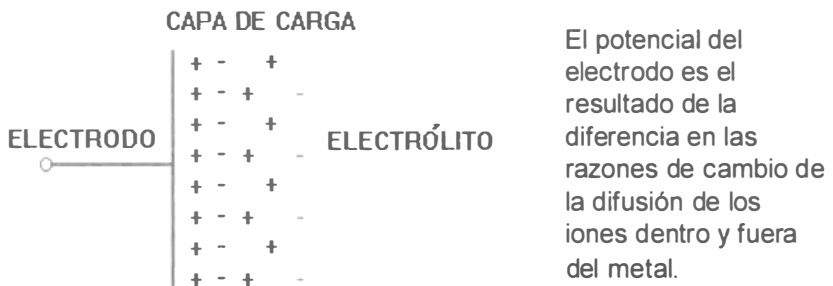 CAPA DE CARGA
+ - +
+ - + -
+ - +
ELECTRODO
+ - + -
ELECTRÓLITO
+ - +
+ - + -
+ - +
+ - + -
El potencial del
electrodo es el
resultado de la
diferencia en las
razones de cambio de
la difusión de los
iones dentro y fuera
del metal.